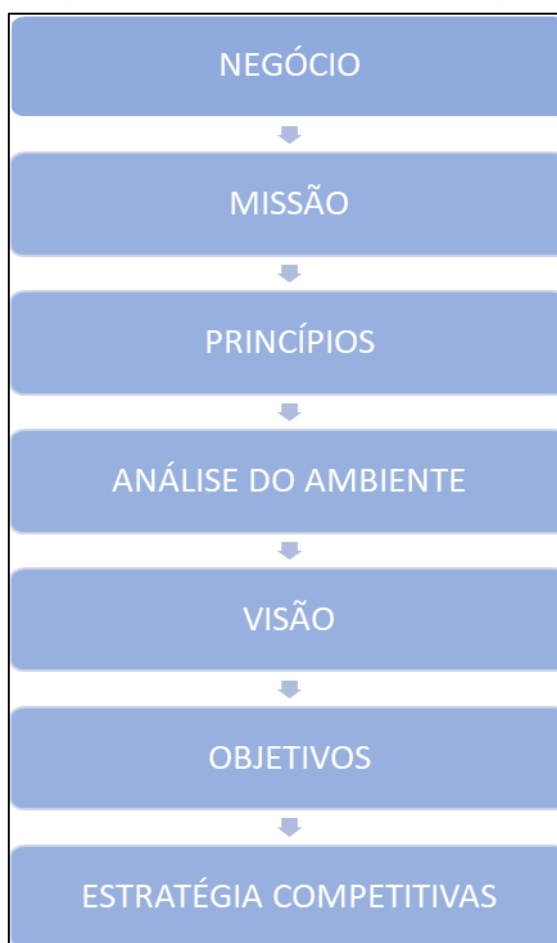 NEGÓCIO
MISSÃO
PRINCÍPIOS
ANÁLISE DO AMBIENTE
VISÃO
OBJETIVOS
ESTRATÉGIA COMPETITIVAS